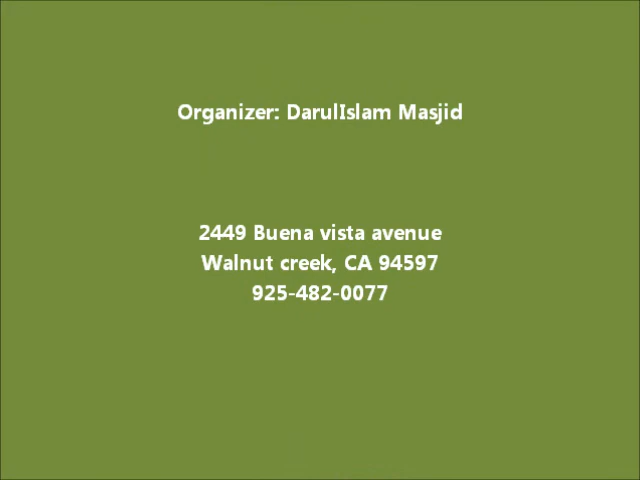 Organizer: DarulIslam Masjid
2449 Buena vista avenue
Walnut creek, CA 94597
925-482-0077